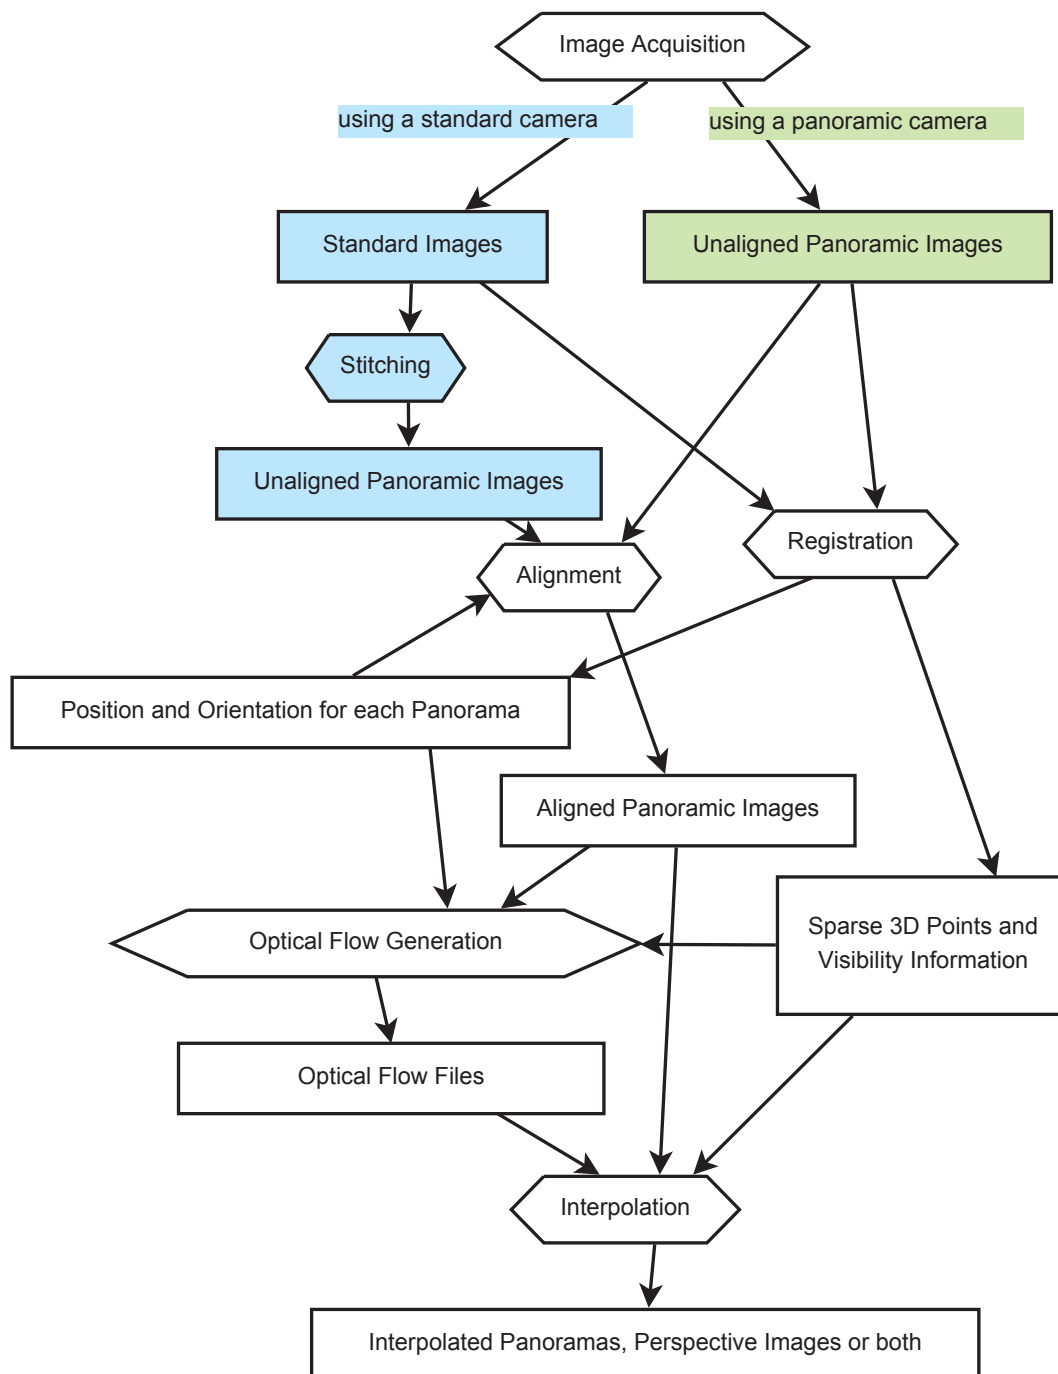 Image Acquisition
using a standard camera
using a panoramic camera
Standard Images
Unaligned Panoramic Images
Stitching
Unaligned Panoramic Images
Registration
Alignment
Position and Orientation for each Panorama
Aligned Panoramic Images
Sparse 3D Points and
Visibility Information
Optical Flow Generation
Optical Flow Files
Interpolation
Interpolated Panoramas, Perspective Images or both